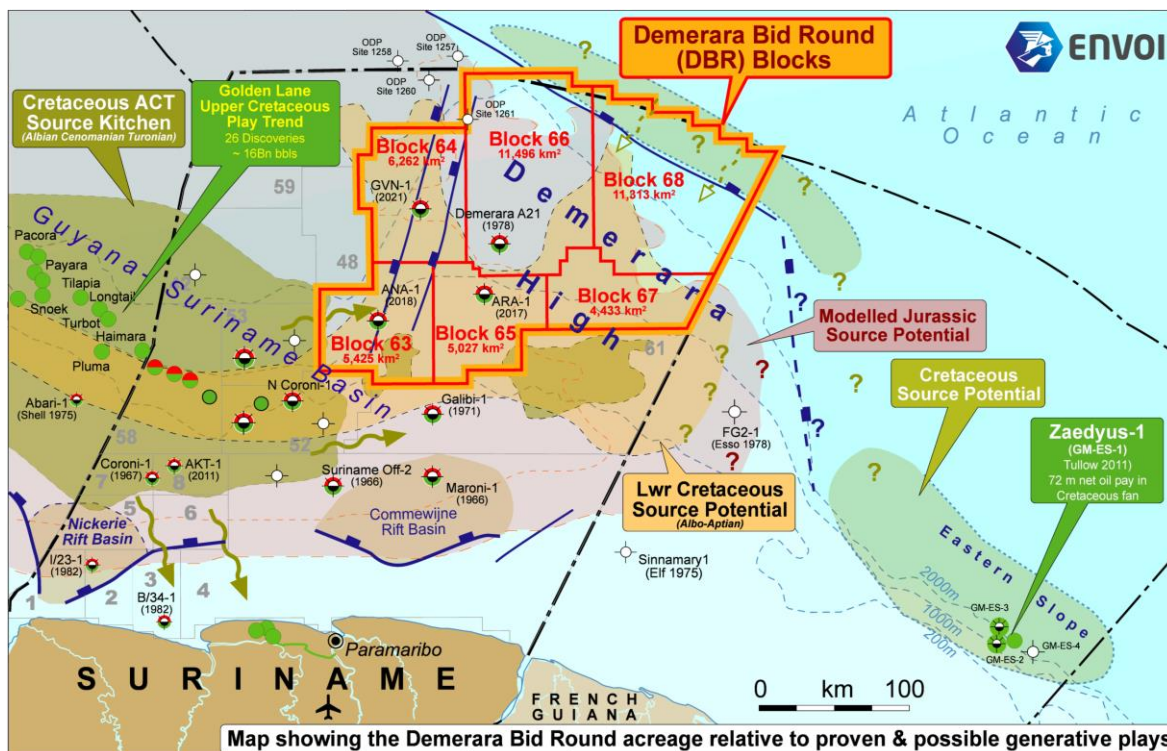 ENVOI
Demerara Bid Round
(DBR) Blocks
Atlantic
Ocean
ODP
Site 1258
ODP
Site 1257
ODP
Site 1260
ODP
Site 1261
Golden Lane
Upper Cretaceous
Play Trend
26 Discoveries
~ 16Bn bbls
Cretaceous ACT
Source Kitchen
(Albian Cenomanian Turonian)
Block 64
6,262 km²
Block 66
11,496 km²
Block 68
11,313 km²
59
GVN-1
(2021)
Demerara A21
(1978)
Demerara High
Guyana-Suriname Basin
Pacora
Payara
Tilapia
Longtail
Snoek
Turbot
Haimara
Pluma
48
53
ANA-1
(2018)
ARA-1
(2017)
Block 67
4,433 km²
Block 63
5,425 km²
Block 65
5,027 km²
61
Modelled Jurassic
Source Potential
Cretaceous
Source Potential
N Coroni-1
Abari-1
(Shell 1975)
Galibi-1
(1971)
FG2-1
(Esso 1978)
58
52
Zaedyus-1
(GM-ES-1)
Tullow 2011)
72 m net oil pay in
Cretaceous fan
Coroni-1
(1967)
AKT-1
(2011)
7
8
Suriname Off-2
(1966)
Maroni-1
(1966)
Lwr Cretaceous
Source Potential
(Albo-Aptian)
5
6
Nickerie
Rift Basin
Commewijne
Rift Basin
Eastern Slope
I/23-1
(1982)
Sinnamary1
(Elf 1975)
1
2
3
4
B/34-1
(1982)
2000m
1000m
200m
GM-ES-3
GM-ES-2
GM-ES-4
Paramaribo
SURINAME
FRENCH
GUIANA
0 km 100
? ? ? ? ? ? ? ? ? ? ? ? ?
Map showing the Demerara Bid Round acreage relative to proven & possible generative plays